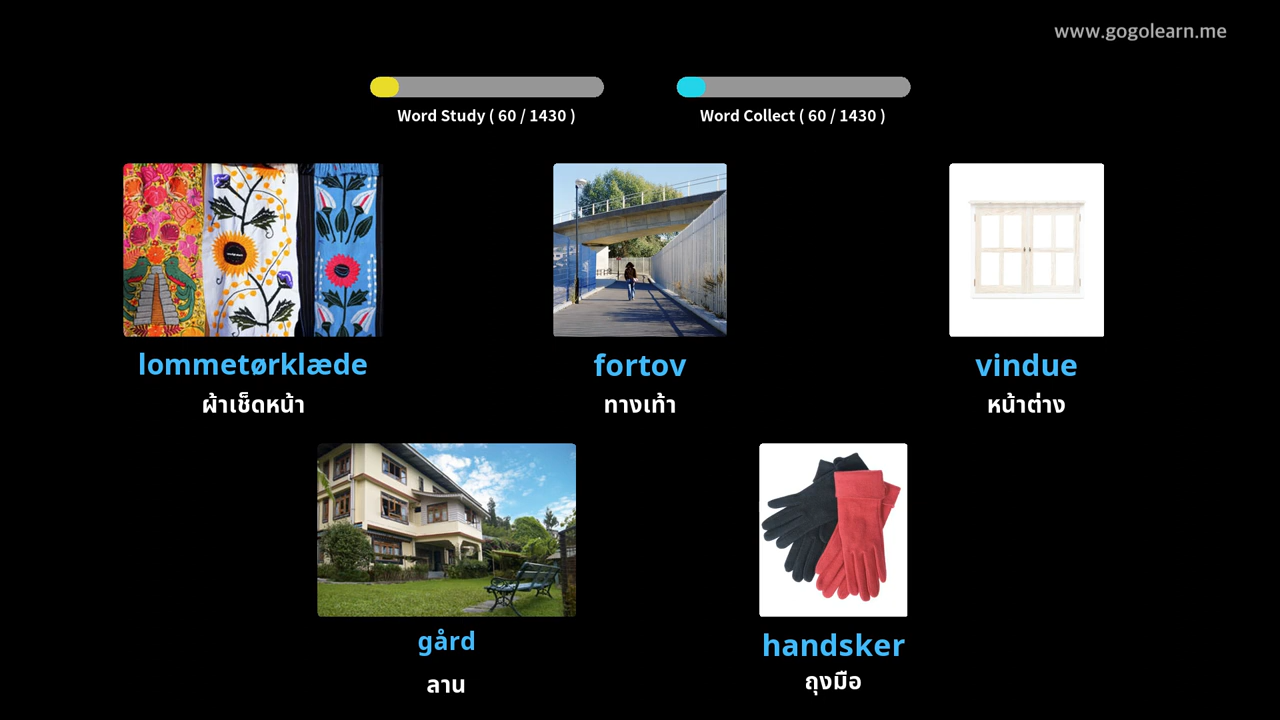 www.gogolearn.me
Word Study ( 60 / 1430 )
Word Collect ( 60 / 1430 )
lommetørklæde
ผ้าเช็ดหน้า
fortov
ทางเท้า
vindue
หน้าต่าง
gård
ลาน
handsker
ถุงมือ